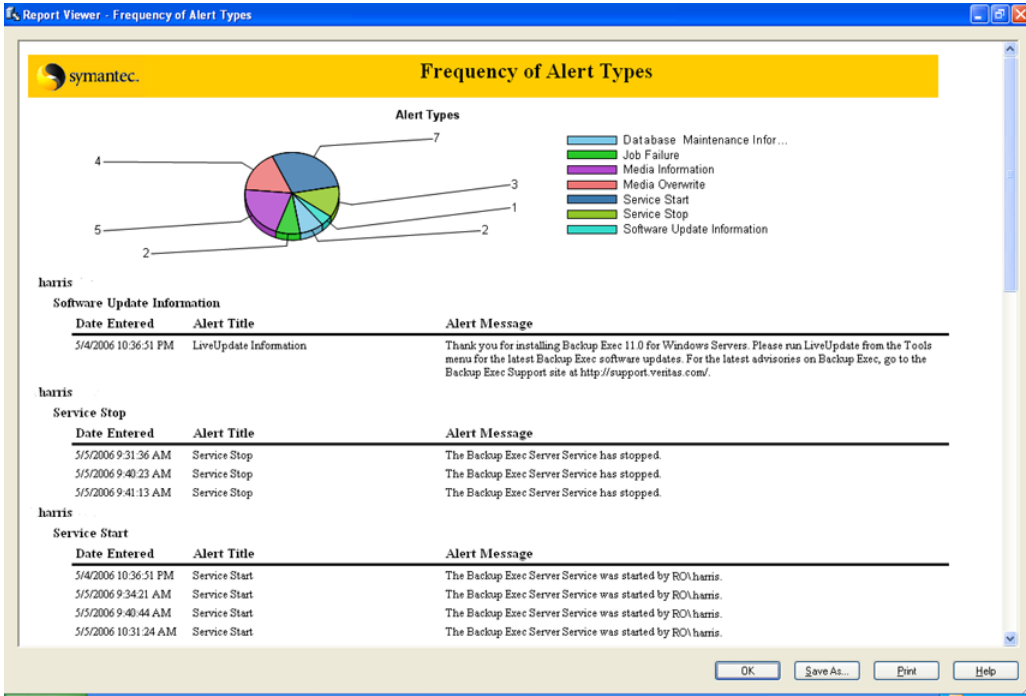 Report Viewer - Frequency of Alert Types
symantec.
Frequency of Alert Types
Alert Types
7
4
3
1
5
2
2
Database Maintenance Infor...
Job Failure
Media Information
Media Overwrite
Service Start
Service Stop
Software Update Information
harris
Software Update Information
Date Entered Alert Title Alert Message
5/4/2006 10:36:51 PM LiveUpdate Information Thank you for installing Backup Exec 11.0 for Windows Servers. Please run LiveUpdate from the Tools
menu for the latest Backup Exec software updates. For the latest advisories on Backup Exec, go to the
Backup Exec Support site at http://support.veritas.com/.
harris
Service Stop
Date Entered Alert Title Alert Message
5/5/2006 9:31:36 AM Service Stop The Backup Exec Server Service has stopped.
5/5/2006 9:40:23 AM Service Stop The Backup Exec Server Service has stopped.
5/5/2006 9:41:13 AM Service Stop The Backup Exec Server Service has stopped.
harris
Service Start
Date Entered Alert Title Alert Message
5/4/2006 10:36:51 PM Service Start The Backup Exec Server Service was started by RO\harris.
5/5/2006 9:34:21 AM Service Start The Backup Exec Server Service was started by RO\harris.
5/5/2006 9:40:44 AM Service Start The Backup Exec Server Service was started by RO\harris.
5/5/2006 10:31:24 AM Service Start The Backup Exec Server Service was started by RO\harris.
OK Save As... Print Help